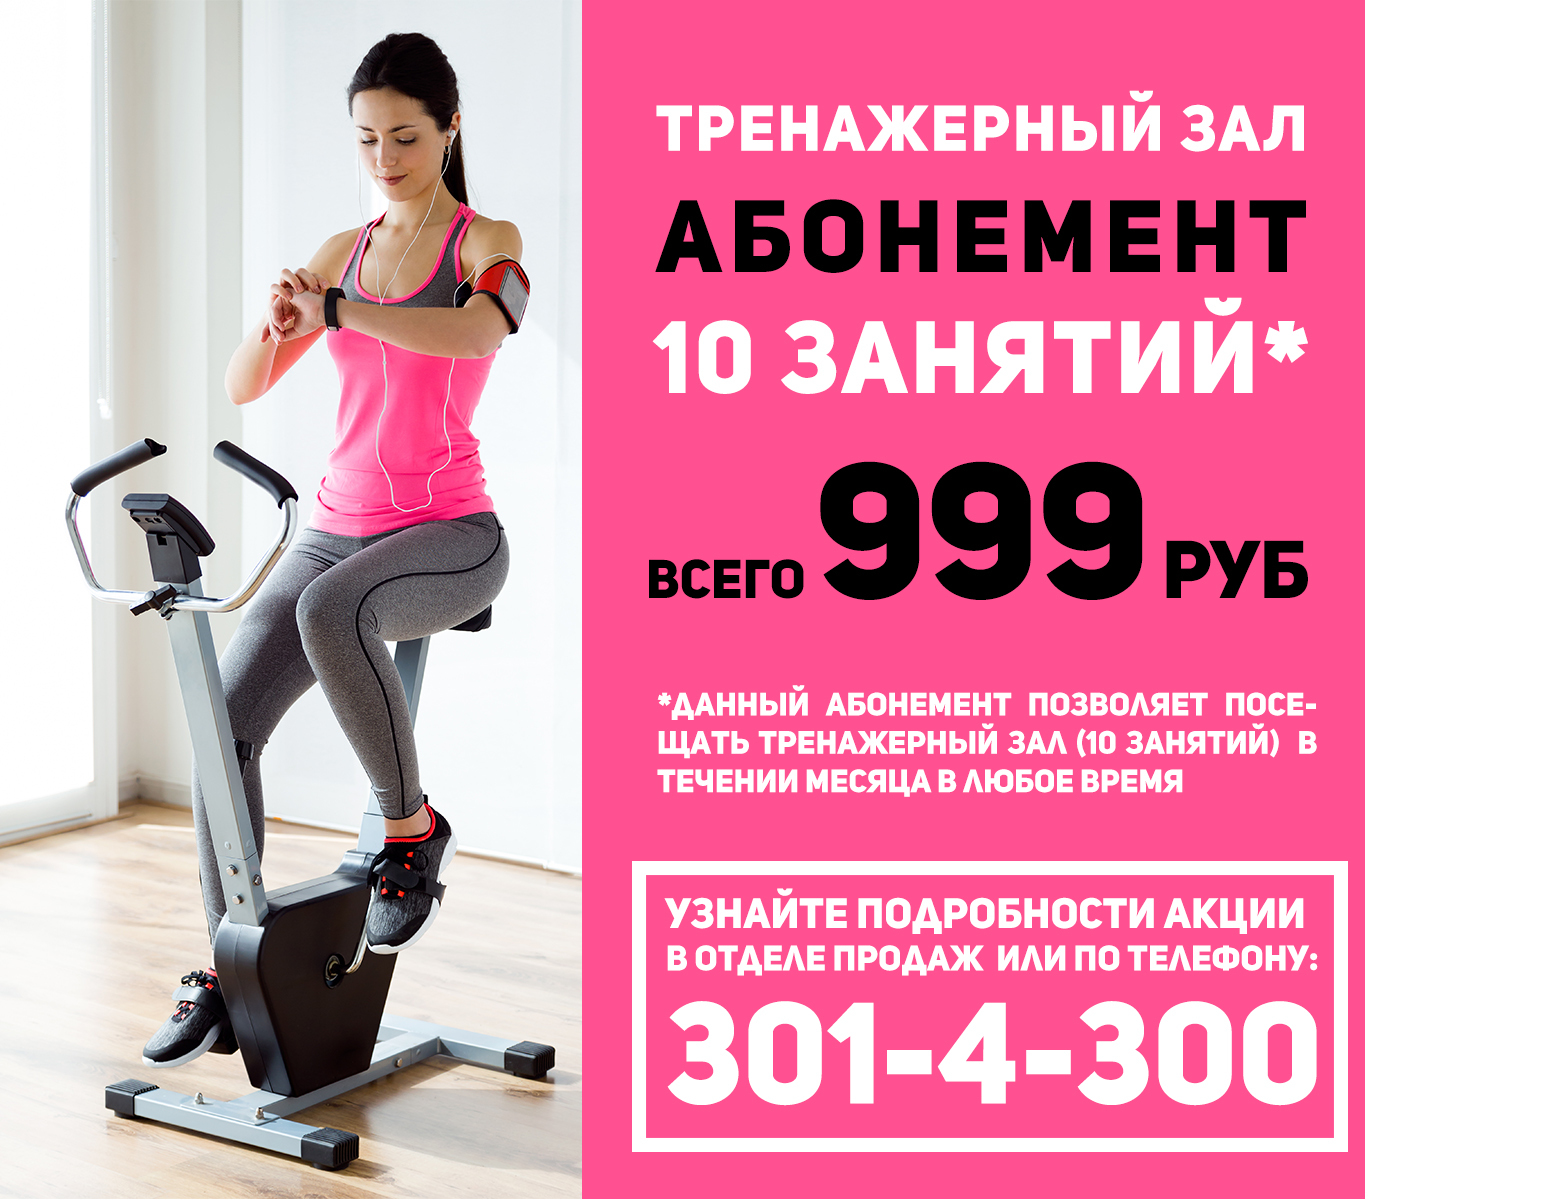 ТРЕНАЖЕРНЫЙ ЗАЛ
АБОНЕМЕНТ
10 ЗАНЯТИЙ*
ВСЕГО 999 РУБ
*ДАННЫЙ АБОНЕМЕНТ ПОЗВОЛЯЕТ ПОСЕ-
ЩАТЬ ТРЕНАЖЕРНЫЙ ЗАЛ (10 ЗАНЯТИЙ) В
ТЕЧЕНИИ МЕСЯЦА В ЛЮБОЕ ВРЕМЯ
УЗНАЙТЕ ПОДРОБНОСТИ АКЦИИ
В ОТДЕЛЕ ПРОДАЖ ИЛИ ПО ТЕЛЕФОНУ:
301-4-300